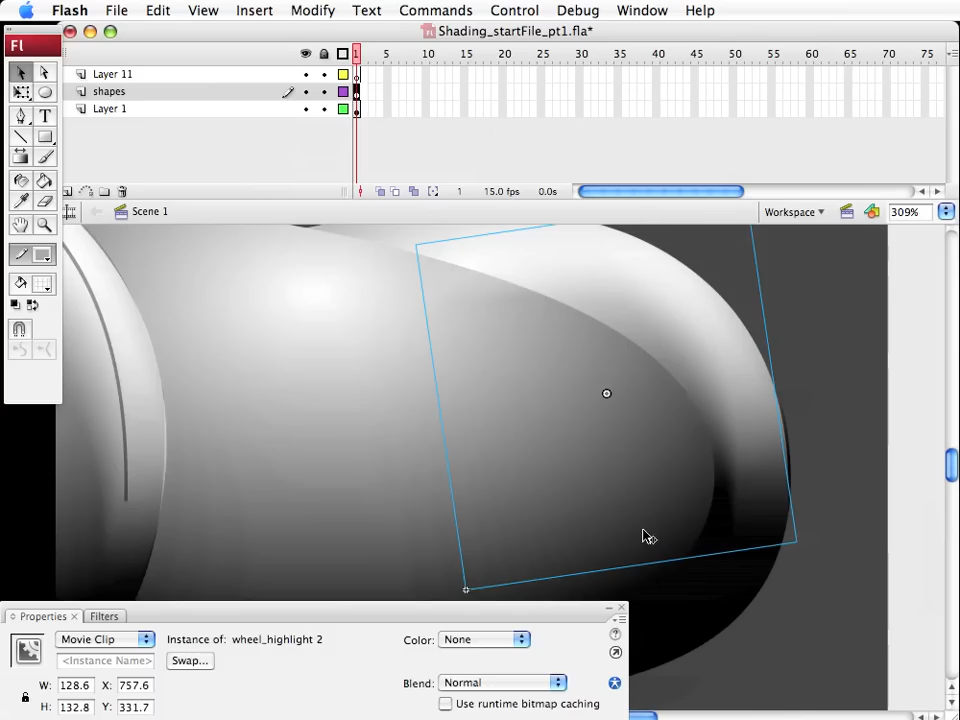 Flash File Edit View Insert Modify Text Commands Control Debug Window Help
Shading_startFile_pt1.fla*
Fl
1 5 10 15 20 25 30 35 40 45 50 55 60 65 70 75
Layer 11
shapes
Layer 1
1 15.0 fps 0.0s
Scene 1 Workspace 309%
Properties Filters
Movie Clip Instance of: wheel_highlight 2 Color: None
<Instance Name> Swap...
W: 128.6 X: 757.6 Blend: Normal
H: 132.8 Y: 331.7 Use runtime bitmap caching